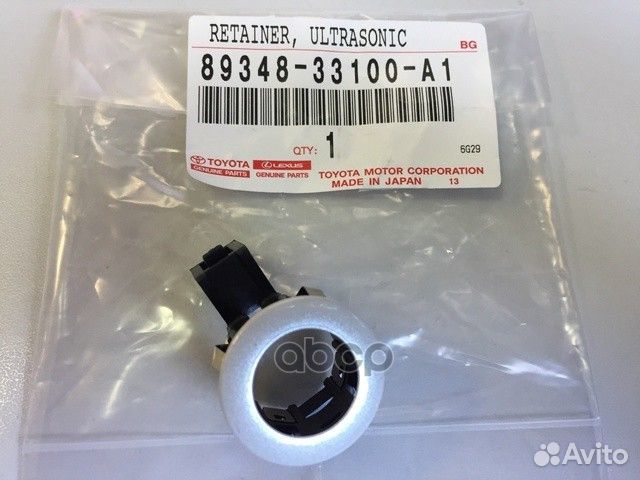 RETAINER, ULTRASONIC
BG
89348-33100-A1
QTY: 1
6G29
TOYOTA
GENUINE PARTS
LEXUS
GENUINE PARTS
TOYOTA MOTOR CORPORATION
MADE IN JAPAN 13
abcp
Avito